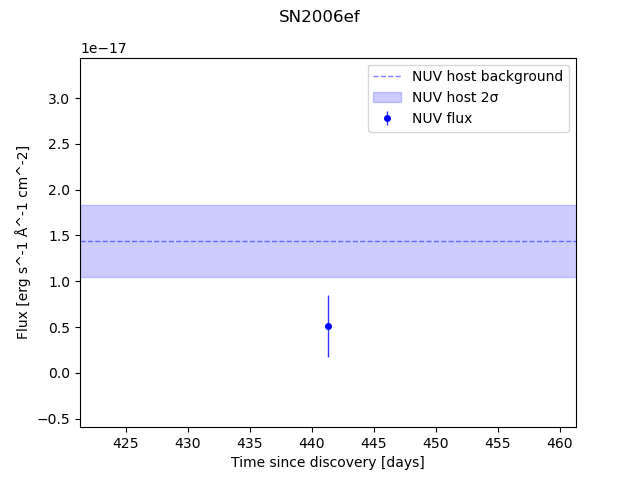 SN2006ef
1e−17
NUV host background
NUV host 2σ
NUV flux
3.0
2.5
2.0
1.5
1.0
0.5
0.0
−0.5
Flux [erg s^-1 Å^-1 cm^-2]
425 430 435 440 445 450 455 460
Time since discovery [days]